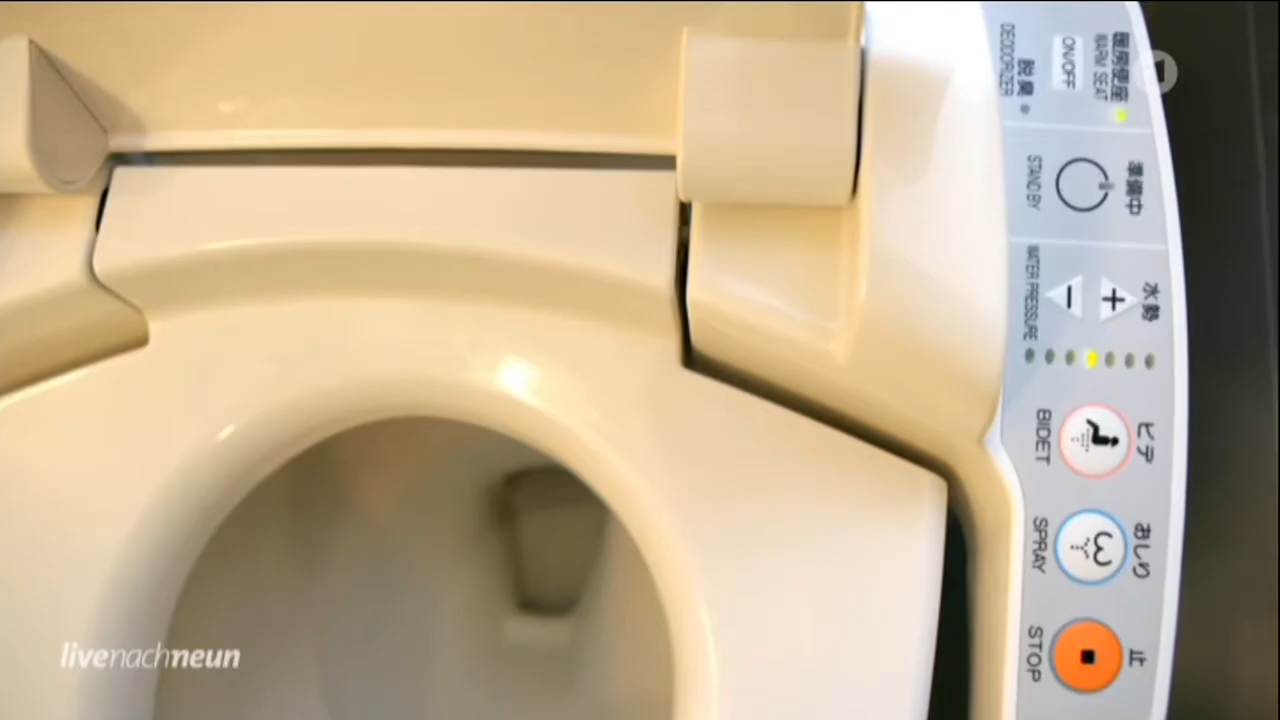 暖房便座
WARM SEAT
ON/OFF
脱臭
DEODORIZER
準備中
STAND BY
水勢
+
-
WATER PRESSURE
ビデ
BIDET
おしり
SPRAY
止
STOP
livenachneun